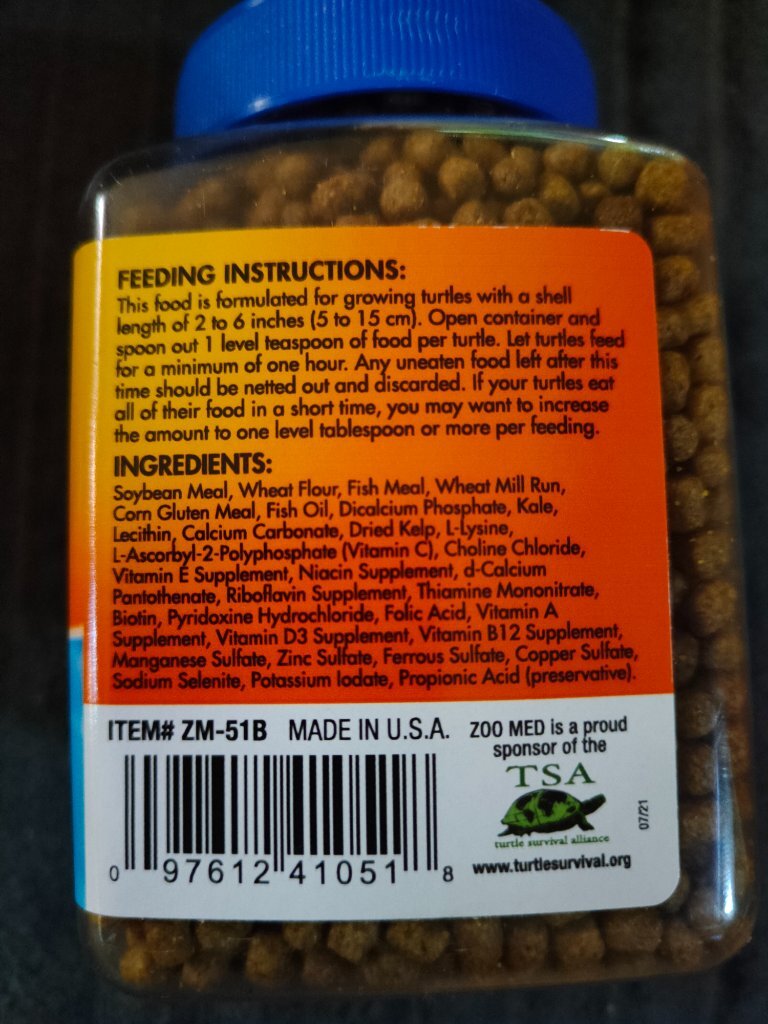 FEEDING INSTRUCTIONS:
This food is formulated for growing turtles with a shell
length of 2 to 6 inches (5 to 15 cm). Open container and
spoon out 1 level teaspoon of food per turtle. Let turtles feed
for a minimum of one hour. Any uneaten food left after this
time should be netted out and discarded. If your turtles eat
all of their food in a short time, you may want to increase
the amount to one level tablespoon or more per feeding.
INGREDIENTS:
Soybean Meal, Wheat Flour, Fish Meal, Wheat Mill Run,
Corn Gluten Meal, Fish Oil, Dicalcium Phosphate, Kale,
Lecithin, Calcium Carbonate, Dried Kelp, L-Lysine,
L-Ascorbyl-2-Polyphosphate (Vitamin C), Choline Chloride,
Vitamin E Supplement, Niacin Supplement, d-Calcium
Pantothenate, Riboflavin Supplement, Thiamine Mononitrate,
Biotin, Pyridoxine Hydrochloride, Folic Acid, Vitamin A
Supplement, Vitamin D3 Supplement, Vitamin B12 Supplement,
Manganese Sulfate, Zinc Sulfate, Ferrous Sulfate, Copper Sulfate,
Sodium Selenite, Potassium Iodate, Propionic Acid (preservative).
ITEM# ZM-51B MADE IN U.S.A.
ZOO MED is a proud
sponsor of the
TSA
turtle survival alliance
www.turtlesurvival.org
07/21
0 97612 41051 8